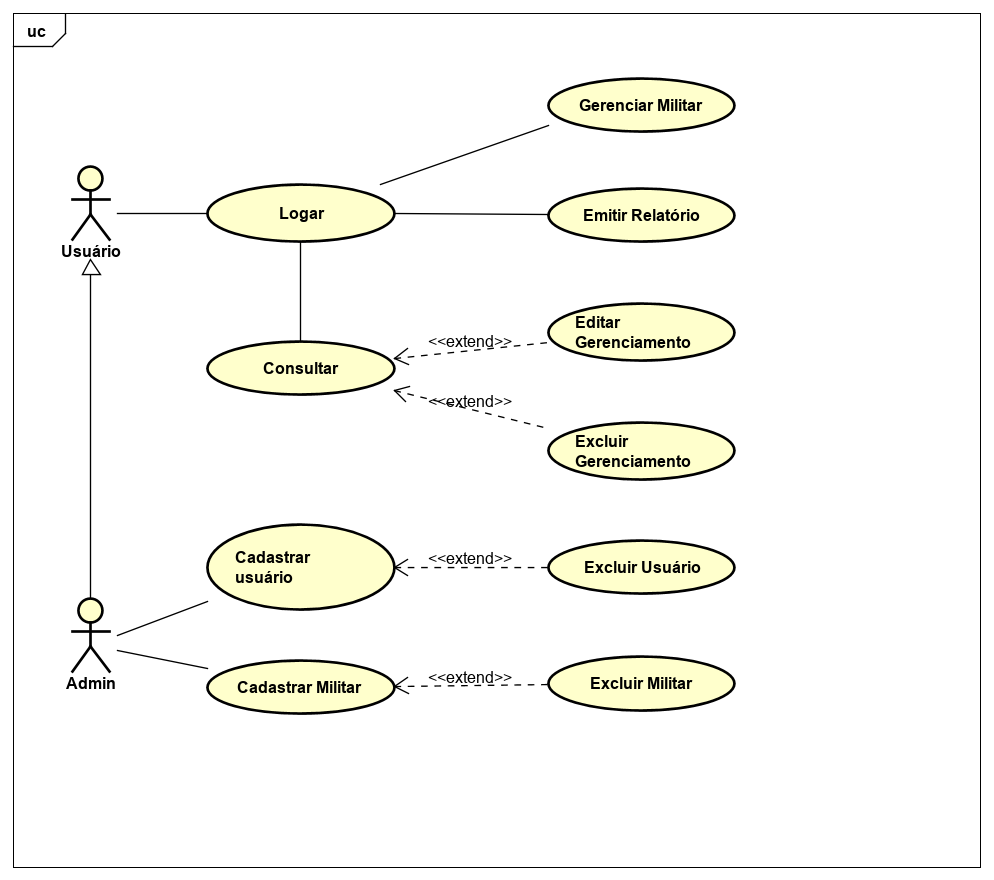 uc
Gerenciar Militar
Logar
Emitir Relatório
Usuário
Editar
Gerenciamento
<<extend>>
Consultar
<<extend>>
Excluir
Gerenciamento
Cadastrar
usuário
<<extend>>
Excluir Usuário
Admin
Cadastrar Militar
<<extend>>
Excluir Militar